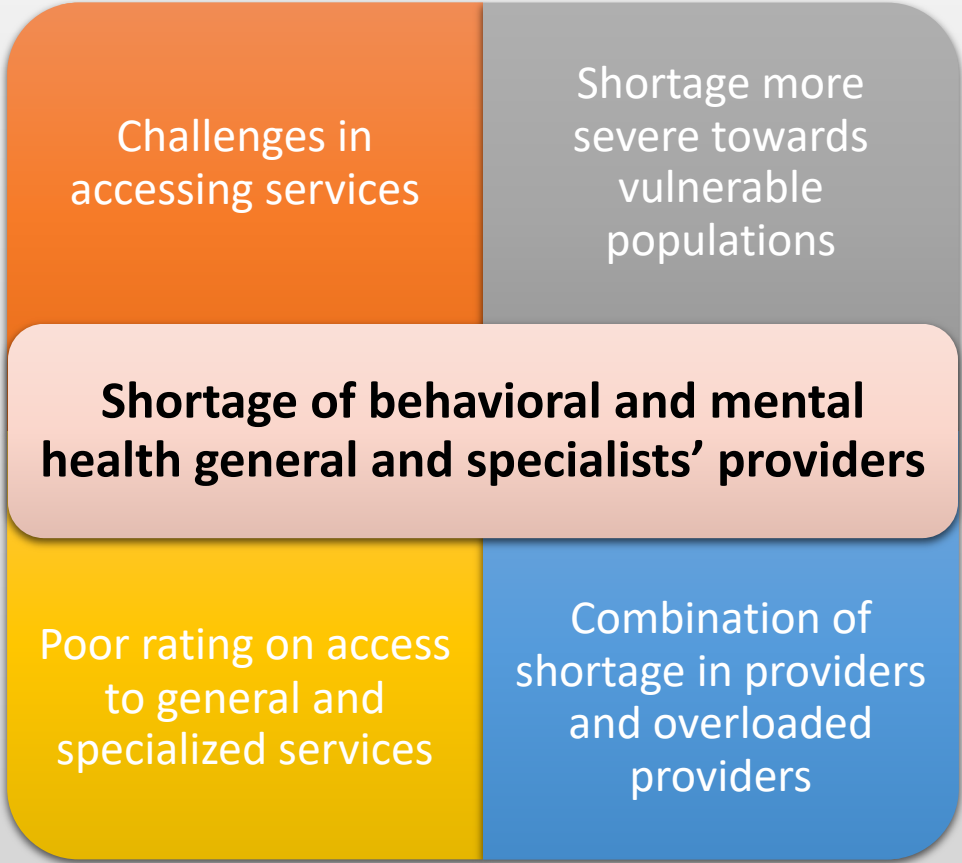 Challenges in
accessing services
Shortage more
severe towards
vulnerable
populations
Shortage of behavioral and mental
health general and specialists’ providers
Poor rating on access
to general and
specialized services
Combination of
shortage in providers
and overloaded
providers